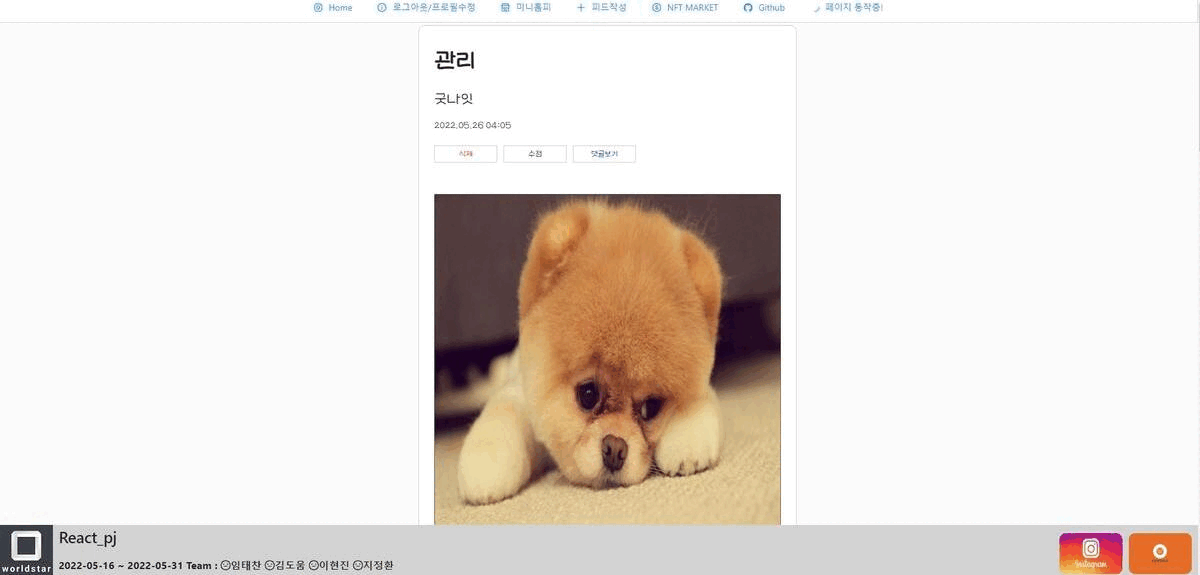 Home 로그아웃/프로필수정 미니홈피 피드작성 NFT MARKET Github 페이지 동작중!
관리
굿나잇
2022.05.26 04:05
삭제 수정 댓글보기
React_pj
worldstar
2022-05-16 ~ 2022-05-31 Team : 임태찬 김도움 이현진 지정환
Instagram